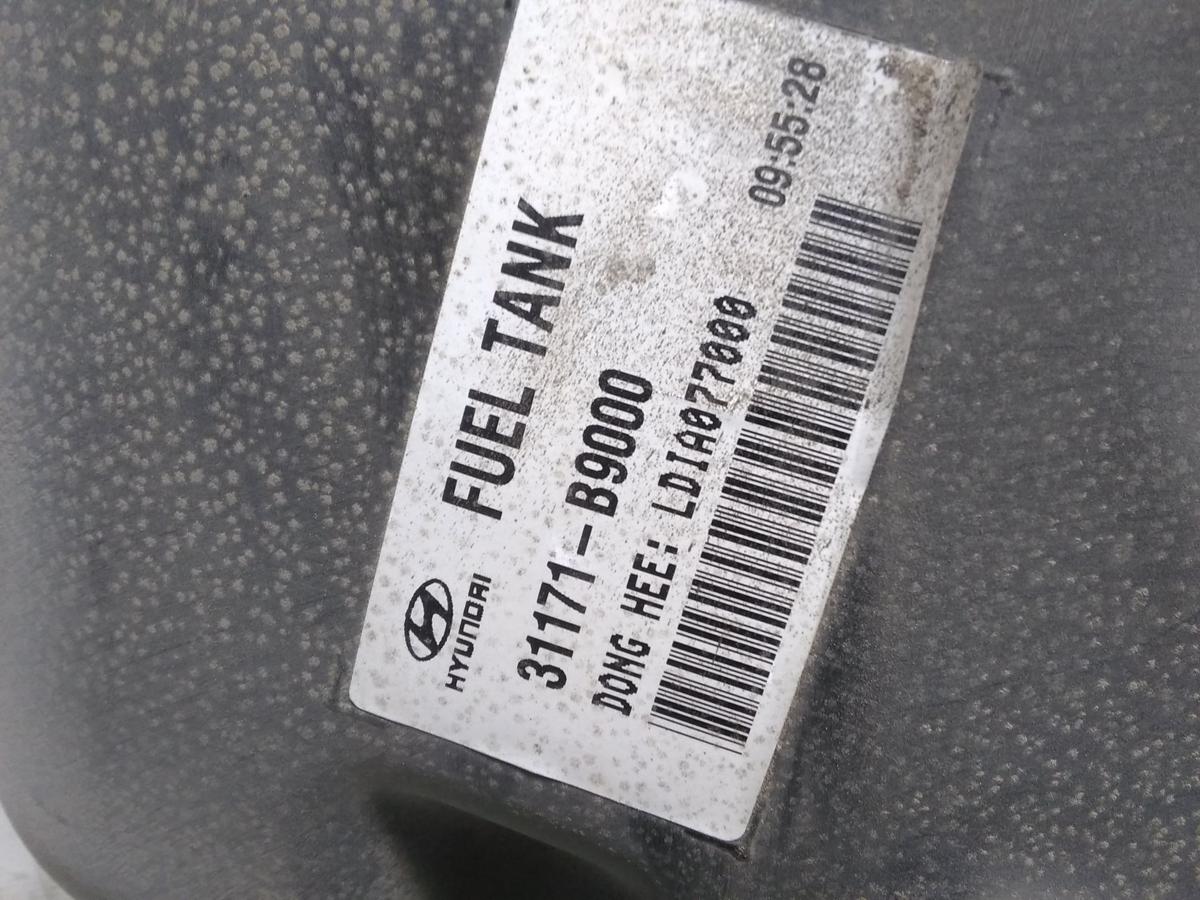 HYUNDAI
FUEL TANK
31171-B9000
DONG HEE: LDIA077000
09:55:28